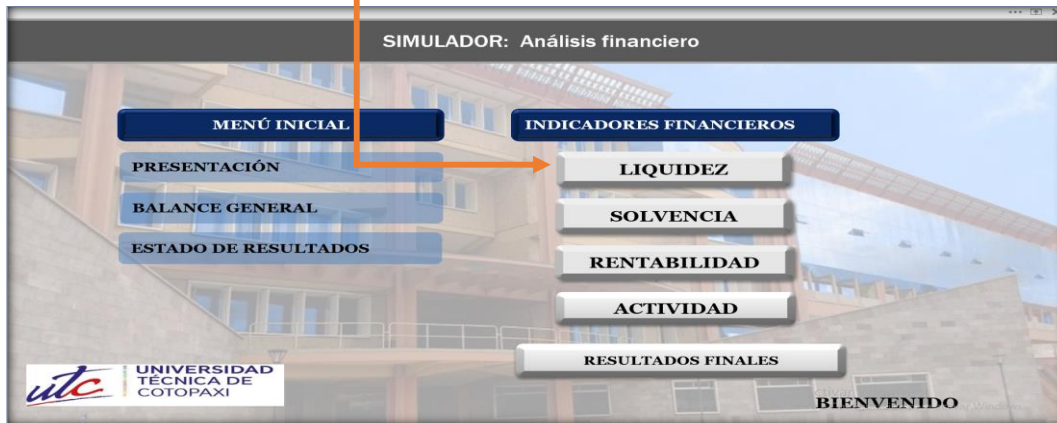 SIMULADOR: Análisis financiero
MENÚ INICIAL
PRESENTACIÓN
BALANCE GENERAL
ESTADO DE RESULTADOS
INDICADORES FINANCIEROS
LIQUIDEZ
SOLVENCIA
RENTABILIDAD
ACTIVIDAD
RESULTADOS FINALES
utc
UNIVERSIDAD
TÉCNICA DE
COTOPAXI
BIENVENIDO